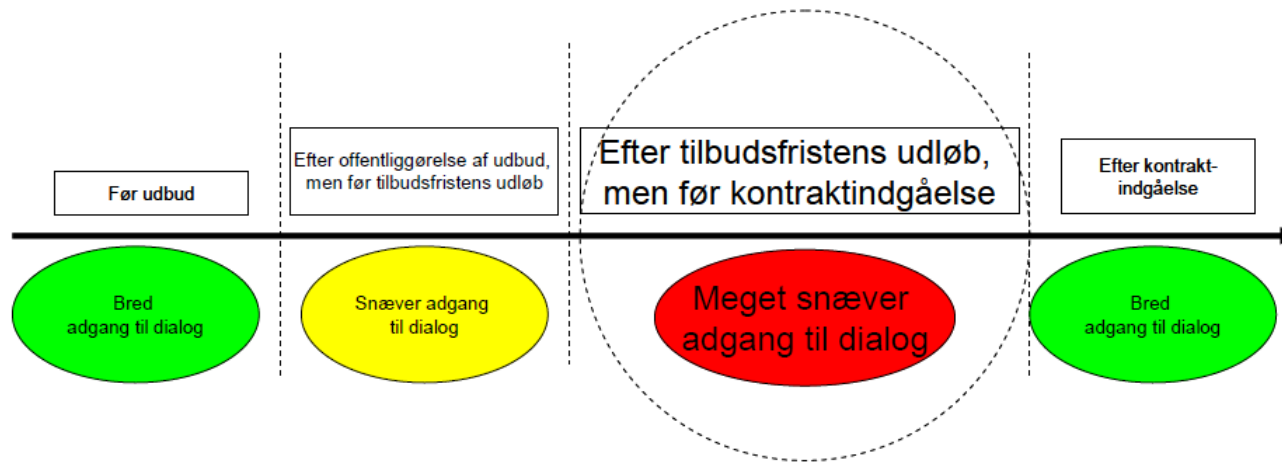 Før udbud
Efter offentliggørelse af udbud,
men før tilbudsfristens udløb
Efter tilbudsfristens udløb,
men før kontraktindgåelse
Efter kontrakt-
indgåelse
Bred
adgang til dialog
Snæver adgang
til dialog
Meget snæver
adgang til dialog
Bred
adgang til dialog